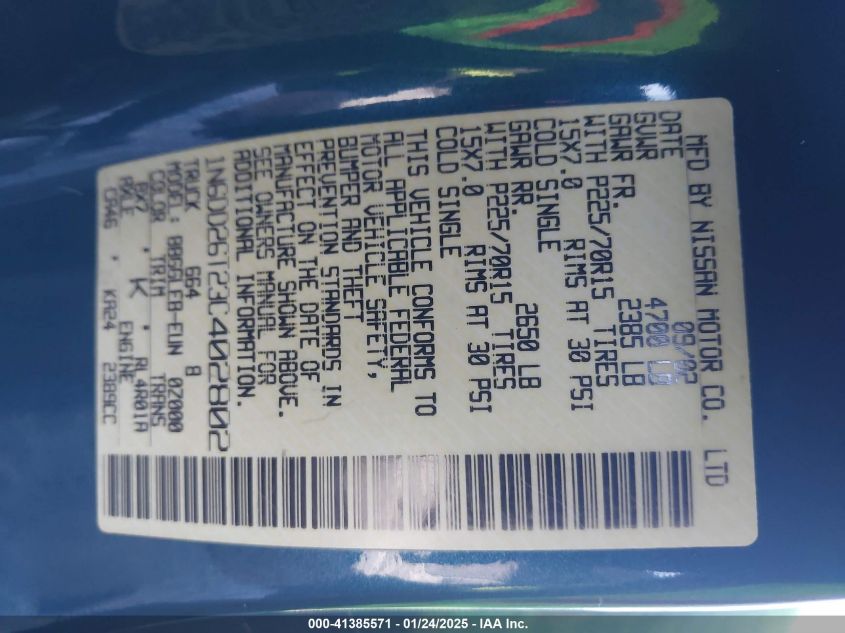 MFD BY NISSAN MOTOR CO. LTD
DATE 09/02
GVWR 4700 LB
GAWR FR. 2385 LB
WITH P225/70R15 TIRES
15X7.0 RIMS AT 30 PSI
COLD SINGLE
GAWR RR. 2650 LB
WITH P225/70R15 TIRES
15X7.0 RIMS AT 30 PSI
COLD SINGLE
THIS VEHICLE CONFORMS TO
ALL APPLICABLE FEDERAL
MOTOR VEHICLE SAFETY,
BUMPER AND THEFT
PREVENTION STANDARDS IN
EFFECT ON THE DATE OF
MANUFACTURE SHOWN ABOVE.
SEE OWNERS MANUAL FOR
ADDITIONAL INFORMATION.
1N6DD26T23C402802
TRUCK 664 B
MODEL: BB5GLEB-EUN 0Z000
COLOR TRIM TRANS
BX7 , K , RL4R01A
AXLE ENGINE
CG46 KA24 2389CC
000-41385571 - 01/24/2025 - IAA Inc.